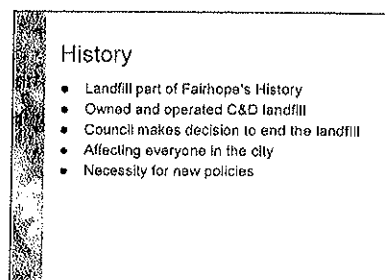 History
• Landfill part of Fairhope's History
• Owned and operated C&D landfill
• Council makes decision to end the landfill
• Affecting everyone in the city
• Necessity for new policies